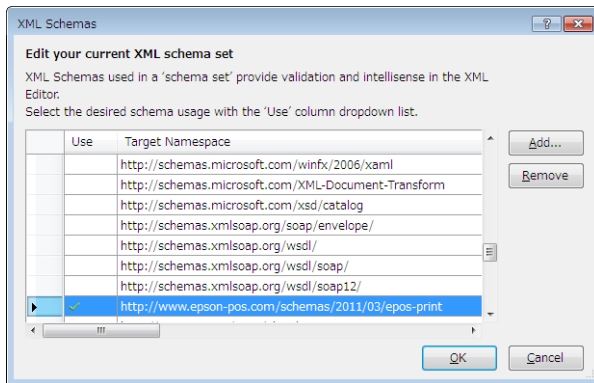 XML Schemas
Edit your current XML schema set
XML Schemas used in a 'schema set' provide validation and intellisense in the XML
Editor.
Select the desired schema usage with the 'Use' column dropdown list.
Use Target Namespace
Add...
http://schemas.microsoft.com/winfx/2006/xaml
Remove
http://schemas.microsoft.com/XML-Document-Transform
http://schemas.microsoft.com/xsd/catalog
http://schemas.xmlsoap.org/soap/envelope/
http://schemas.xmlsoap.org/wsdl/
http://schemas.xmlsoap.org/wsdl/soap/
http://schemas.xmlsoap.org/wsdl/soap12/
http://www.epson-pos.com/schemas/2011/03/epos-print
OK Cancel